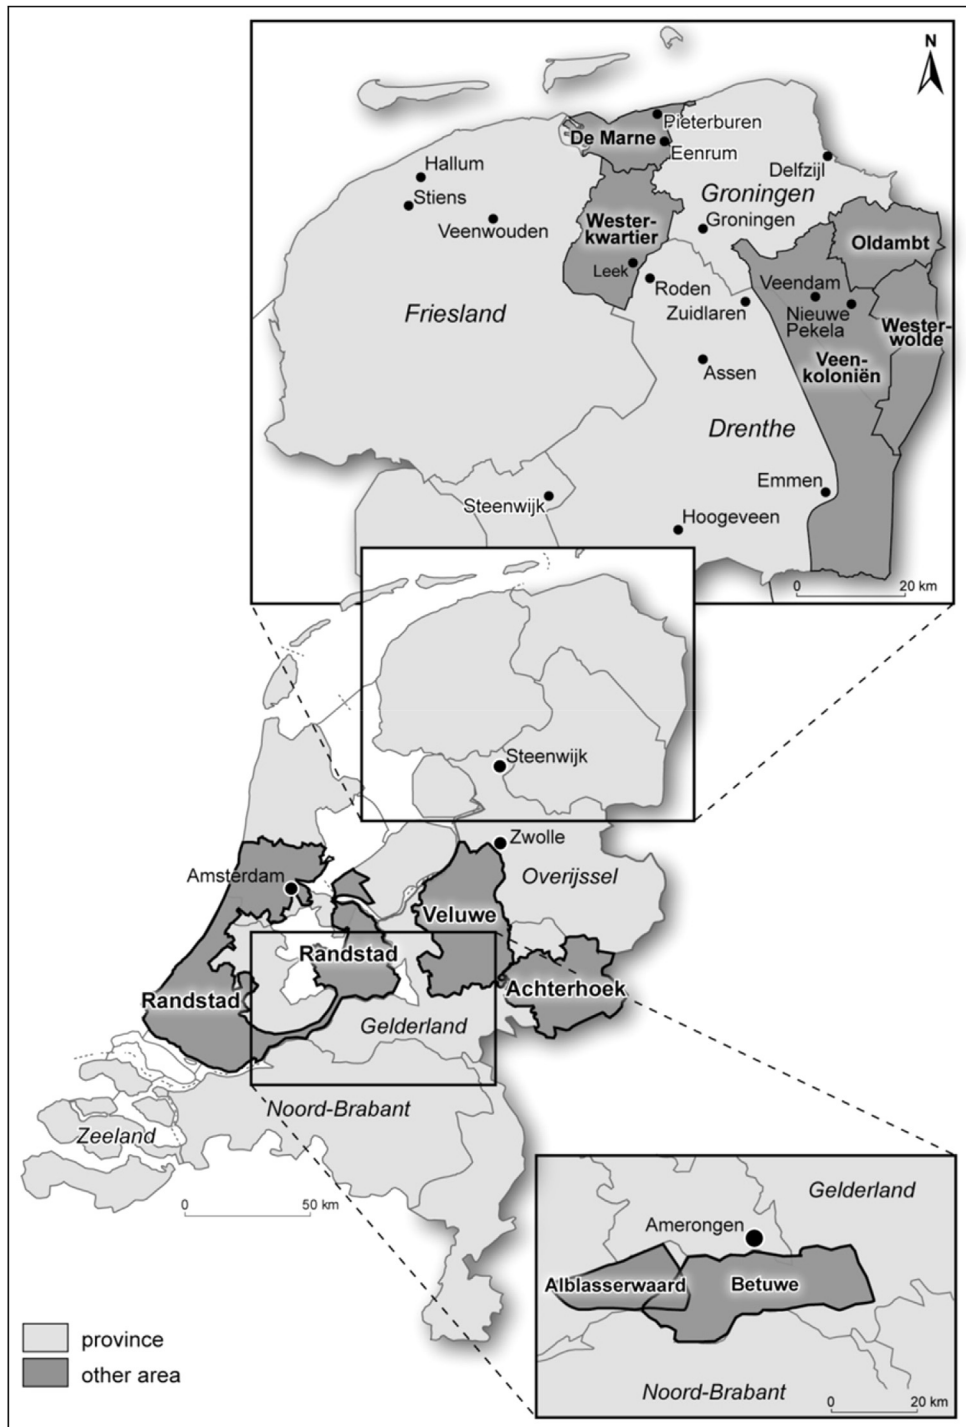 N
Pieterburen
De Marne
Eenrum
Hallum
Delfzijl
Stiens
Groningen
Veenwouden
Wester-
kwartier
Groningen
Oldambt
Leek
Roden
Veendam
Zuidlaren
Nieuwe
Pekela
Friesland
Wester-
wolde
Veen-
koloniën
Assen
Drenthe
Emmen
Steenwijk
Hoogeveen
0 20 km
Steenwijk
Zwolle
Amsterdam
Overijssel
Veluwe
Randstad
Achterhoek
Randstad
Gelderland
Noord-Brabant
Zeeland
0 50 km
Gelderland
Amerongen
Alblasserwaard
Betuwe
Noord-Brabant
0 20 km
province
other area